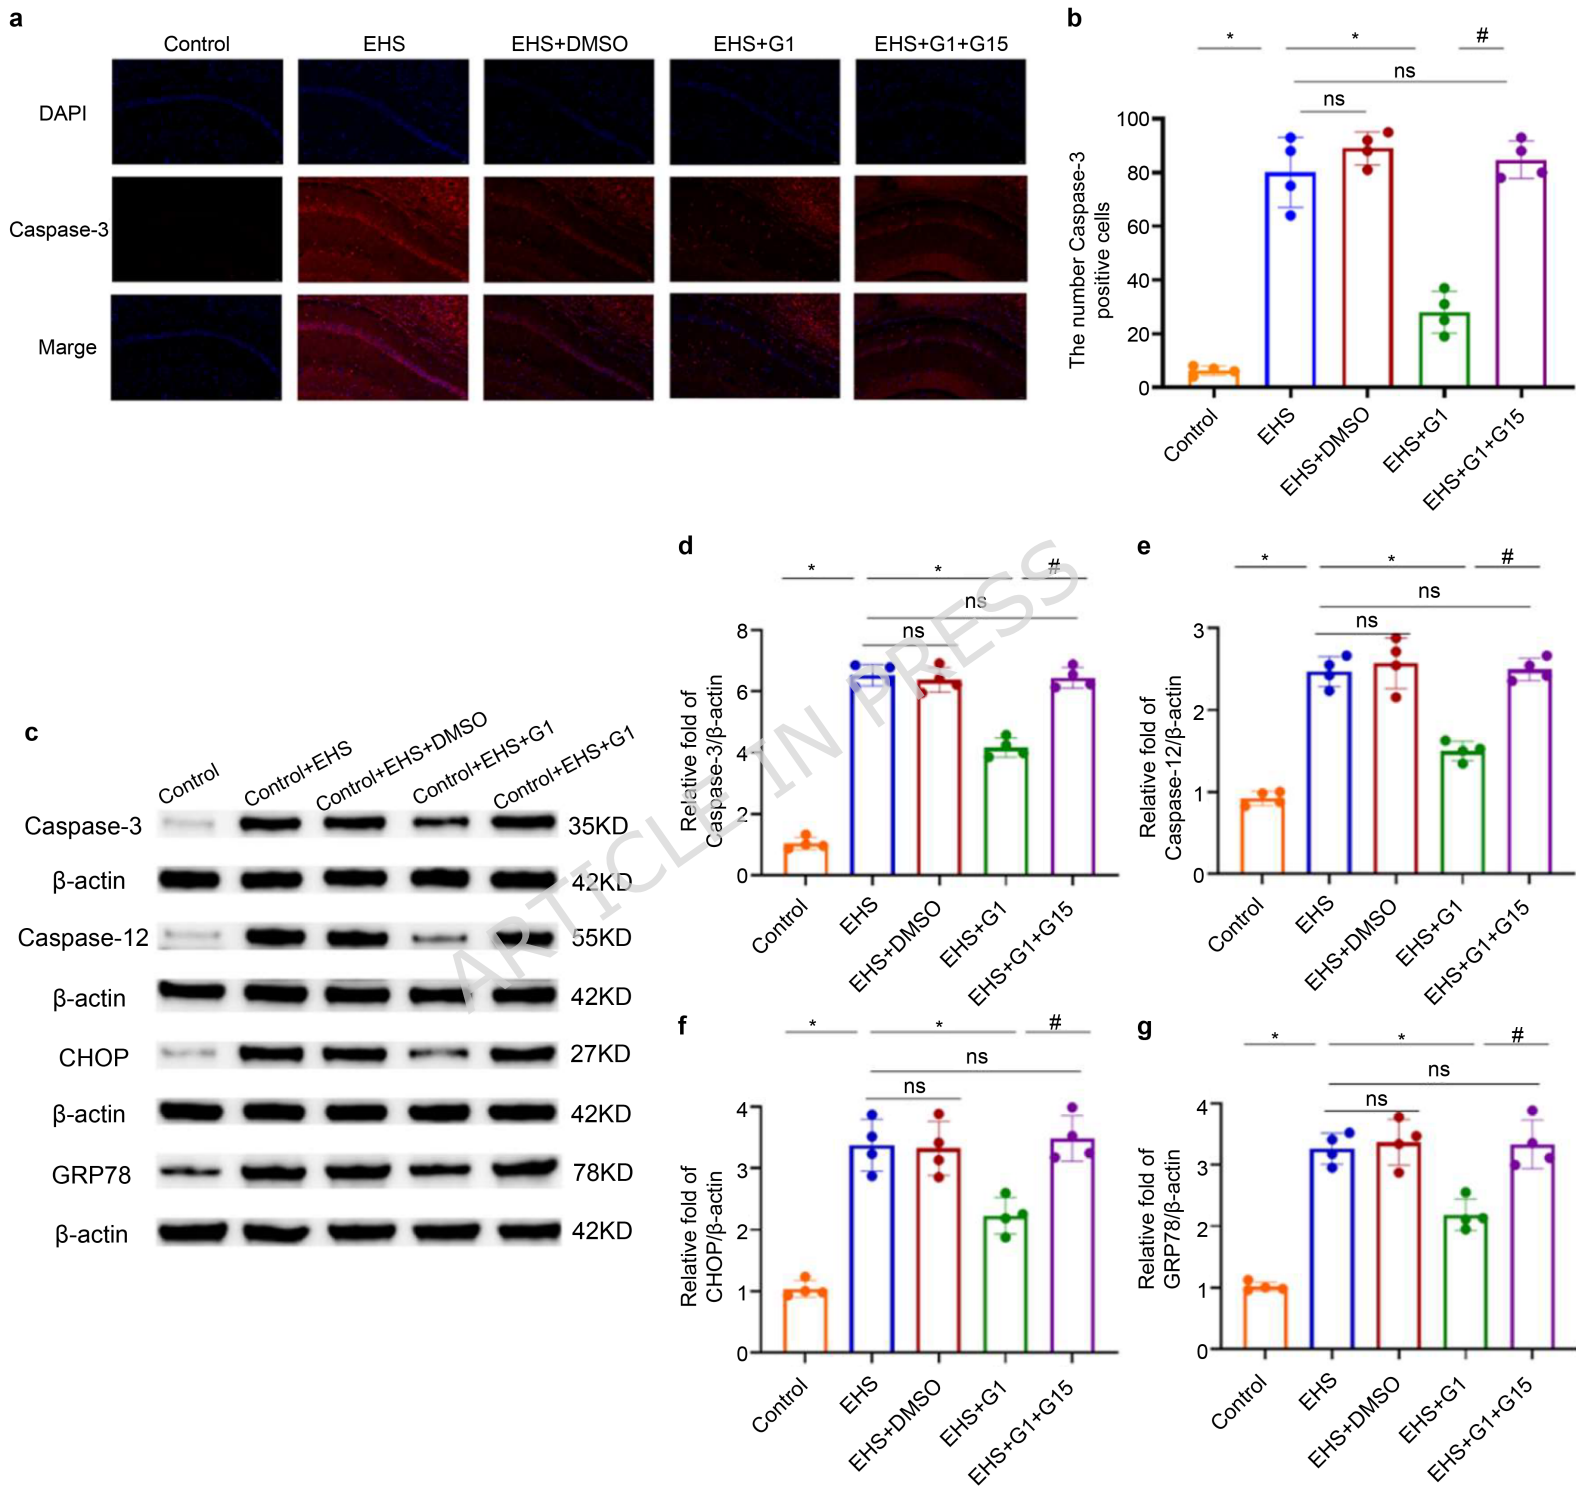 a
Control
EHS
EHS+DMSO
EHS+G1
EHS+G1+G15
DAPI
Caspase-3
Marge
b
*
*
#
ns
ns
The number Caspase-3
positive cells
100
80
60
40
20
0
Control
EHS
EHS+DMSO
EHS+G1
EHS+G1+G15
c
Control
Control+EHS
Control+EHS+DMSO
Control+EHS+G1
Control+EHS+G1
Caspase-3
35KD
β-actin
42KD
Caspase-12
55KD
β-actin
42KD
CHOP
27KD
β-actin
42KD
GRP78
78KD
β-actin
42KD
d
*
*
#
ns
ns
Relative fold of
Caspase-3/β-actin
8
6
4
2
0
Control
EHS
EHS+DMSO
EHS+G1
EHS+G1+G15
e
*
*
#
ns
ns
Relative fold of
Caspase-12/β-actin
3
2
1
0
Control
EHS
EHS+DMSO
EHS+G1
EHS+G1+G15
f
*
*
#
ns
ns
Relative fold of
CHOP/β-actin
4
3
2
1
0
Control
EHS
EHS+DMSO
EHS+G1
EHS+G1+G15
g
*
*
#
ns
ns
Relative fold of
GRP78/β-actin
4
3
2
1
0
Control
EHS
EHS+DMSO
EHS+G1
EHS+G1+G15
ARTICLE IN PRESS